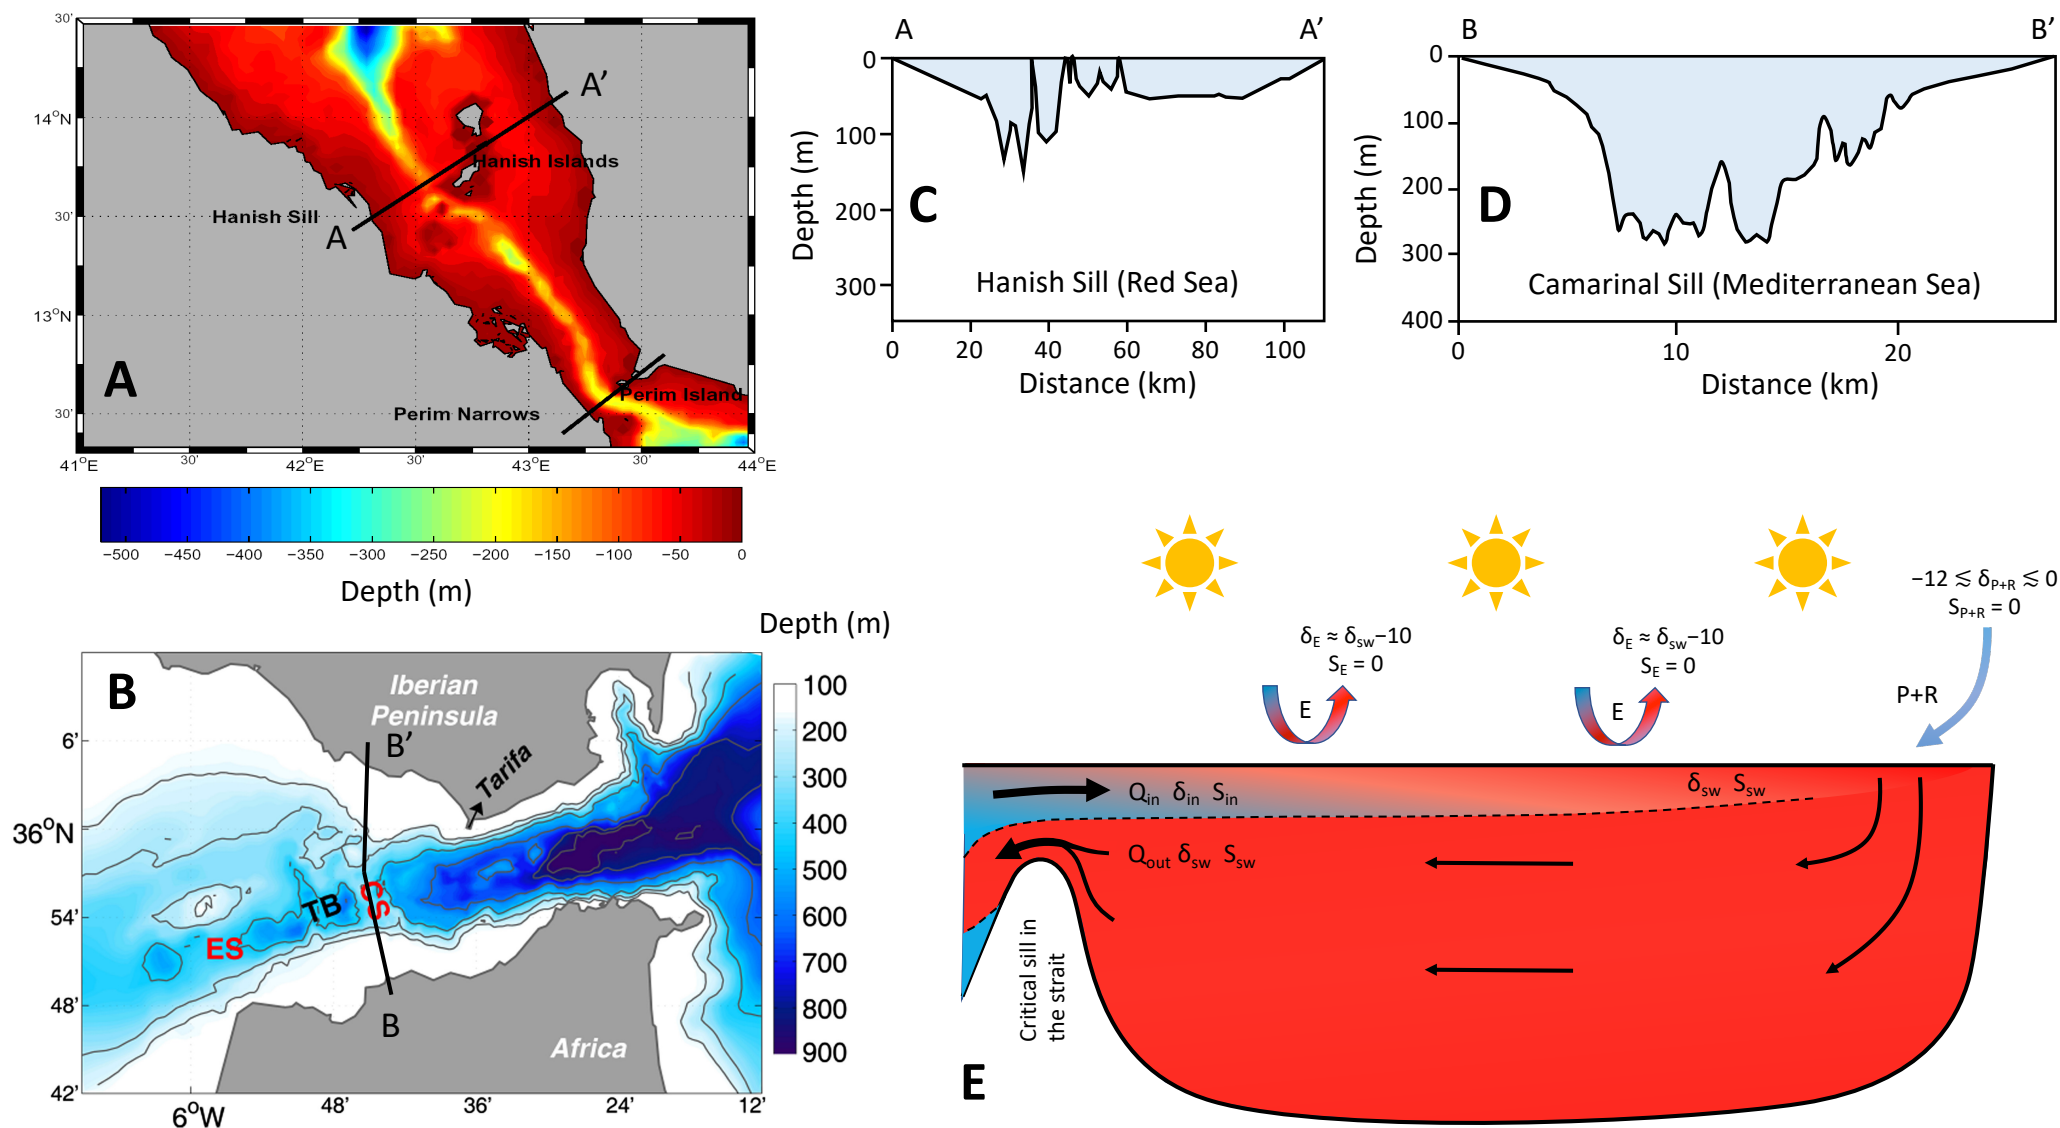 30'
14°N
30'
13°N
30'
41°E
30'
42°E
30'
43°E
30'
44°E
A'
Hanish Islands
Hanish Sill
A
A
Perim Island
Perim Narrows
−500 −450 −400 −350 −300 −250 −200 −150 −100 −50 0
Depth (m)
A A'
0
100
200
300
Depth (m)
C
Hanish Sill (Red Sea)
0 20 40 60 80 100
Distance (km)
B B'
0
100
200
300
400
Depth (m)
D
Camarinal Sill (Mediterranean Sea)
0 10 20
Distance (km)
Depth (m)
B
Iberian
Peninsula
B'
Tarifa
6'
36°N
54'
48'
42'
TB
CS
ES
B
Africa
6°W 48' 36' 24' 12'
100
200
300
400
500
600
700
800
900
−12 ≲ δP+R ≲ 0
SP+R = 0
δE ≈ δsw−10
SE = 0
δE ≈ δsw−10
SE = 0
E
E
P+R
Qin δin Sin
δsw Ssw
Qout δsw Ssw
Critical sill in
the strait
E